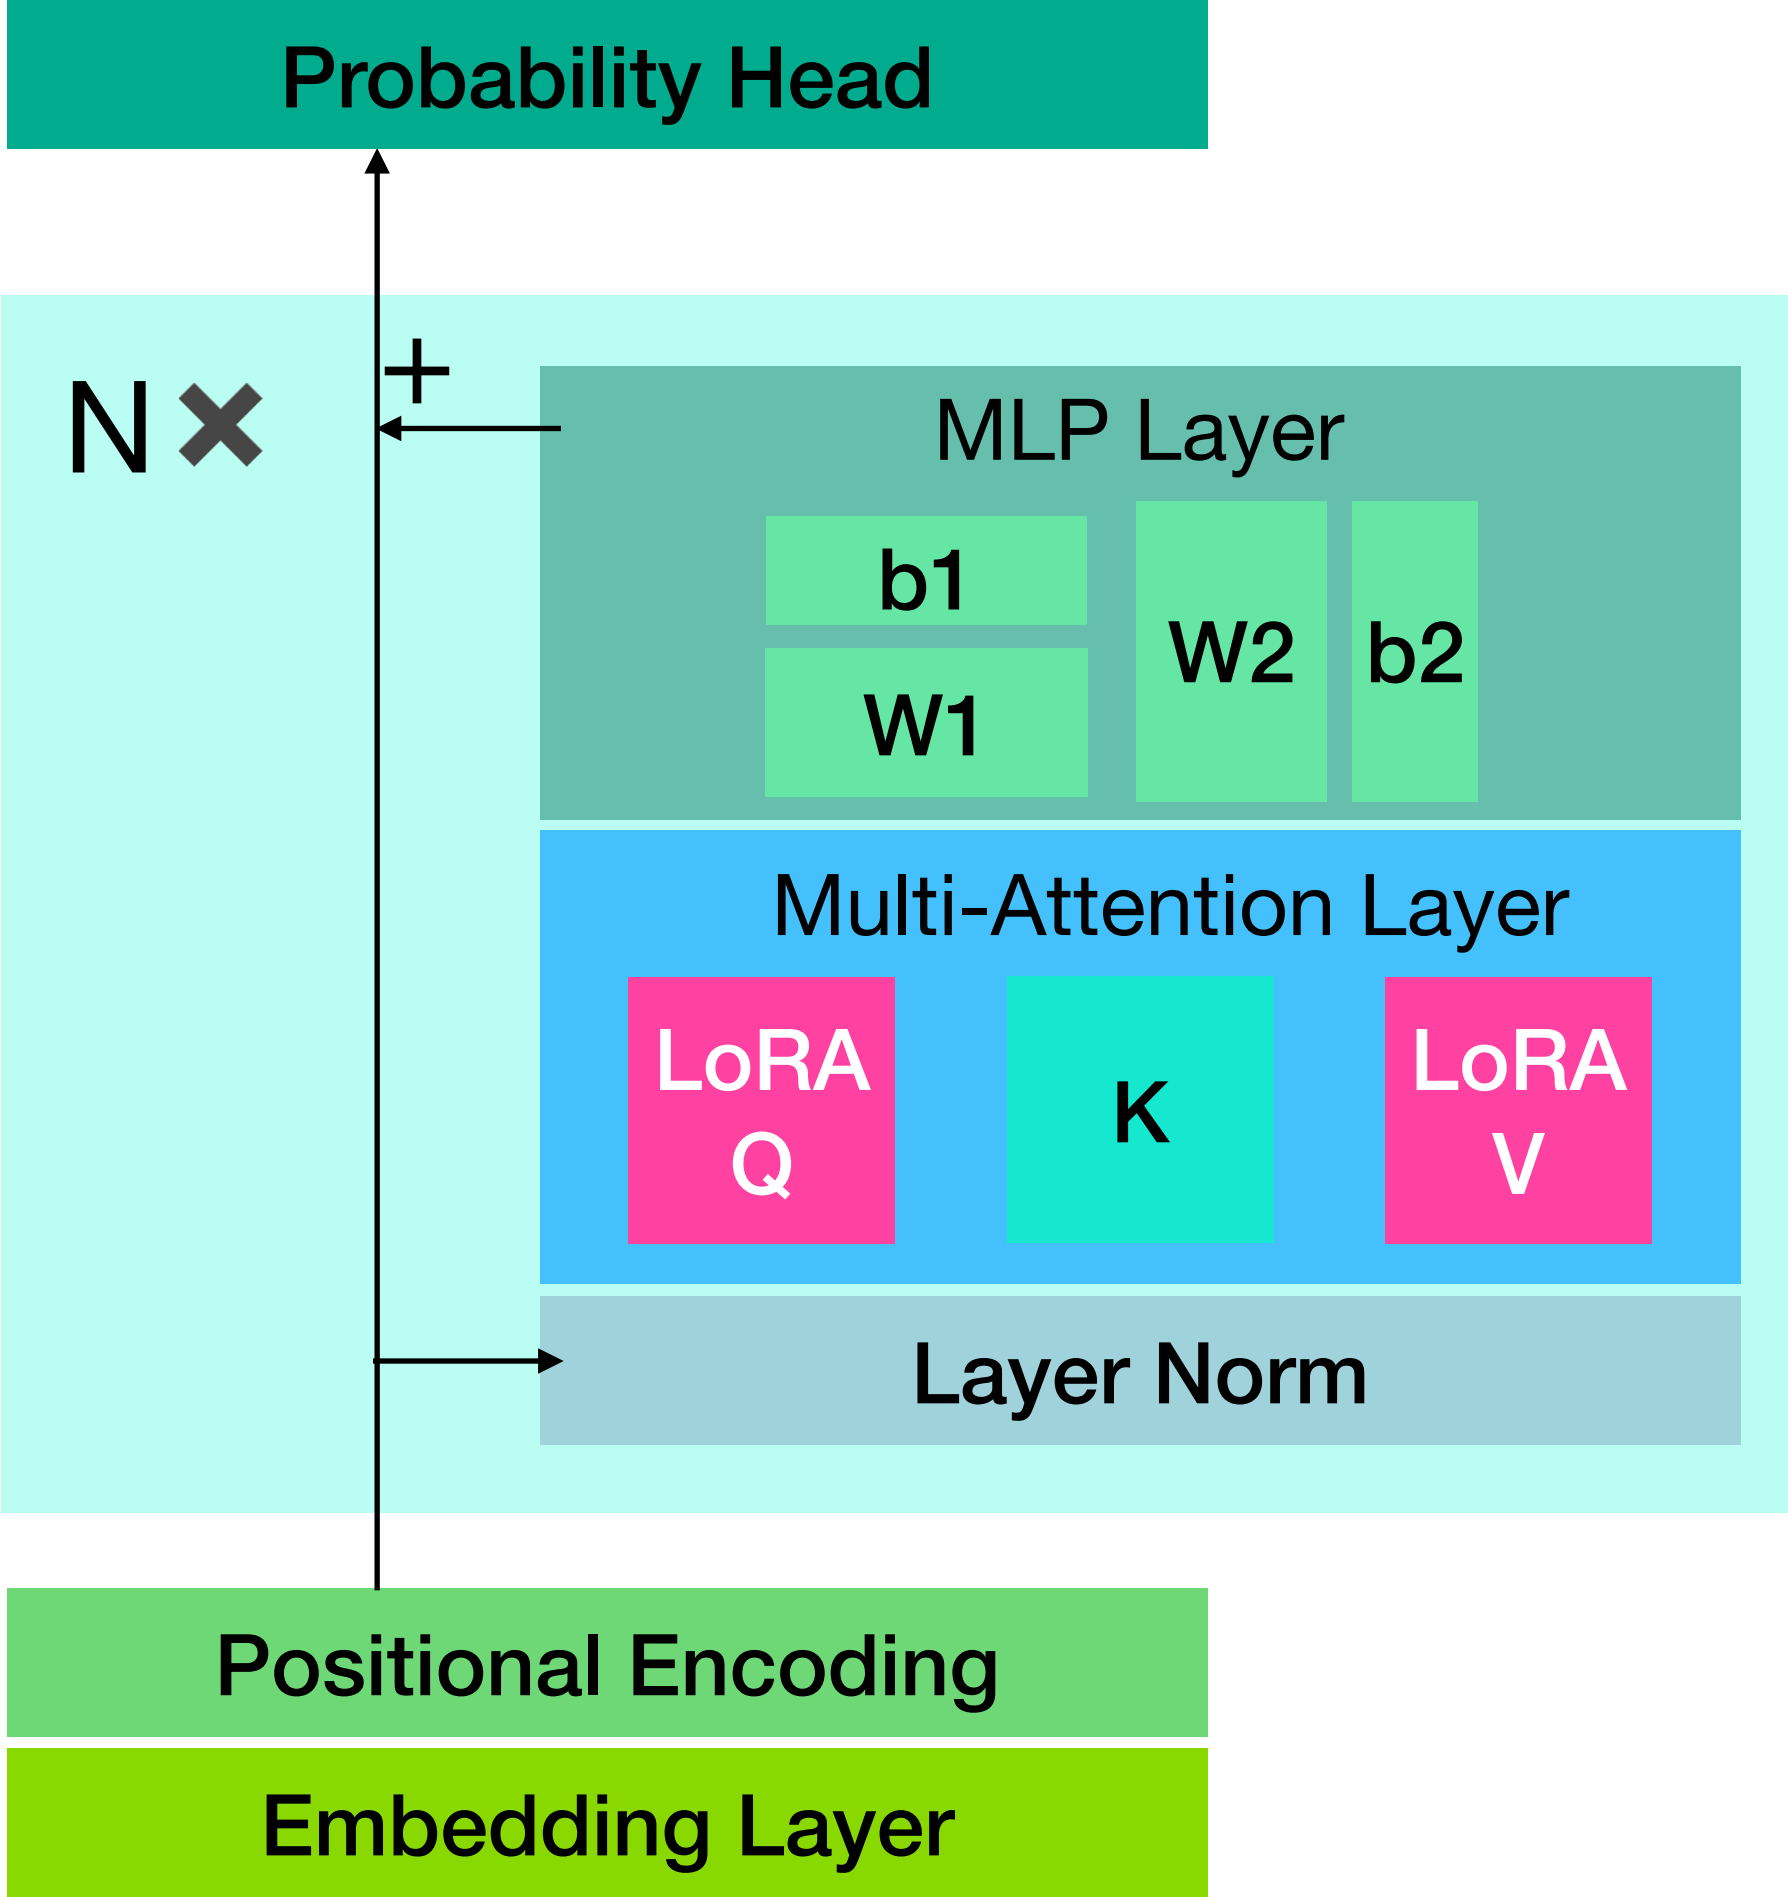 Probability Head
+
N ✖
MLP Layer
b1
W1
W2
b2
Multi-Attention Layer
LoRA
Q
K
LoRA
V
Layer Norm
Positional Encoding
Embedding Layer